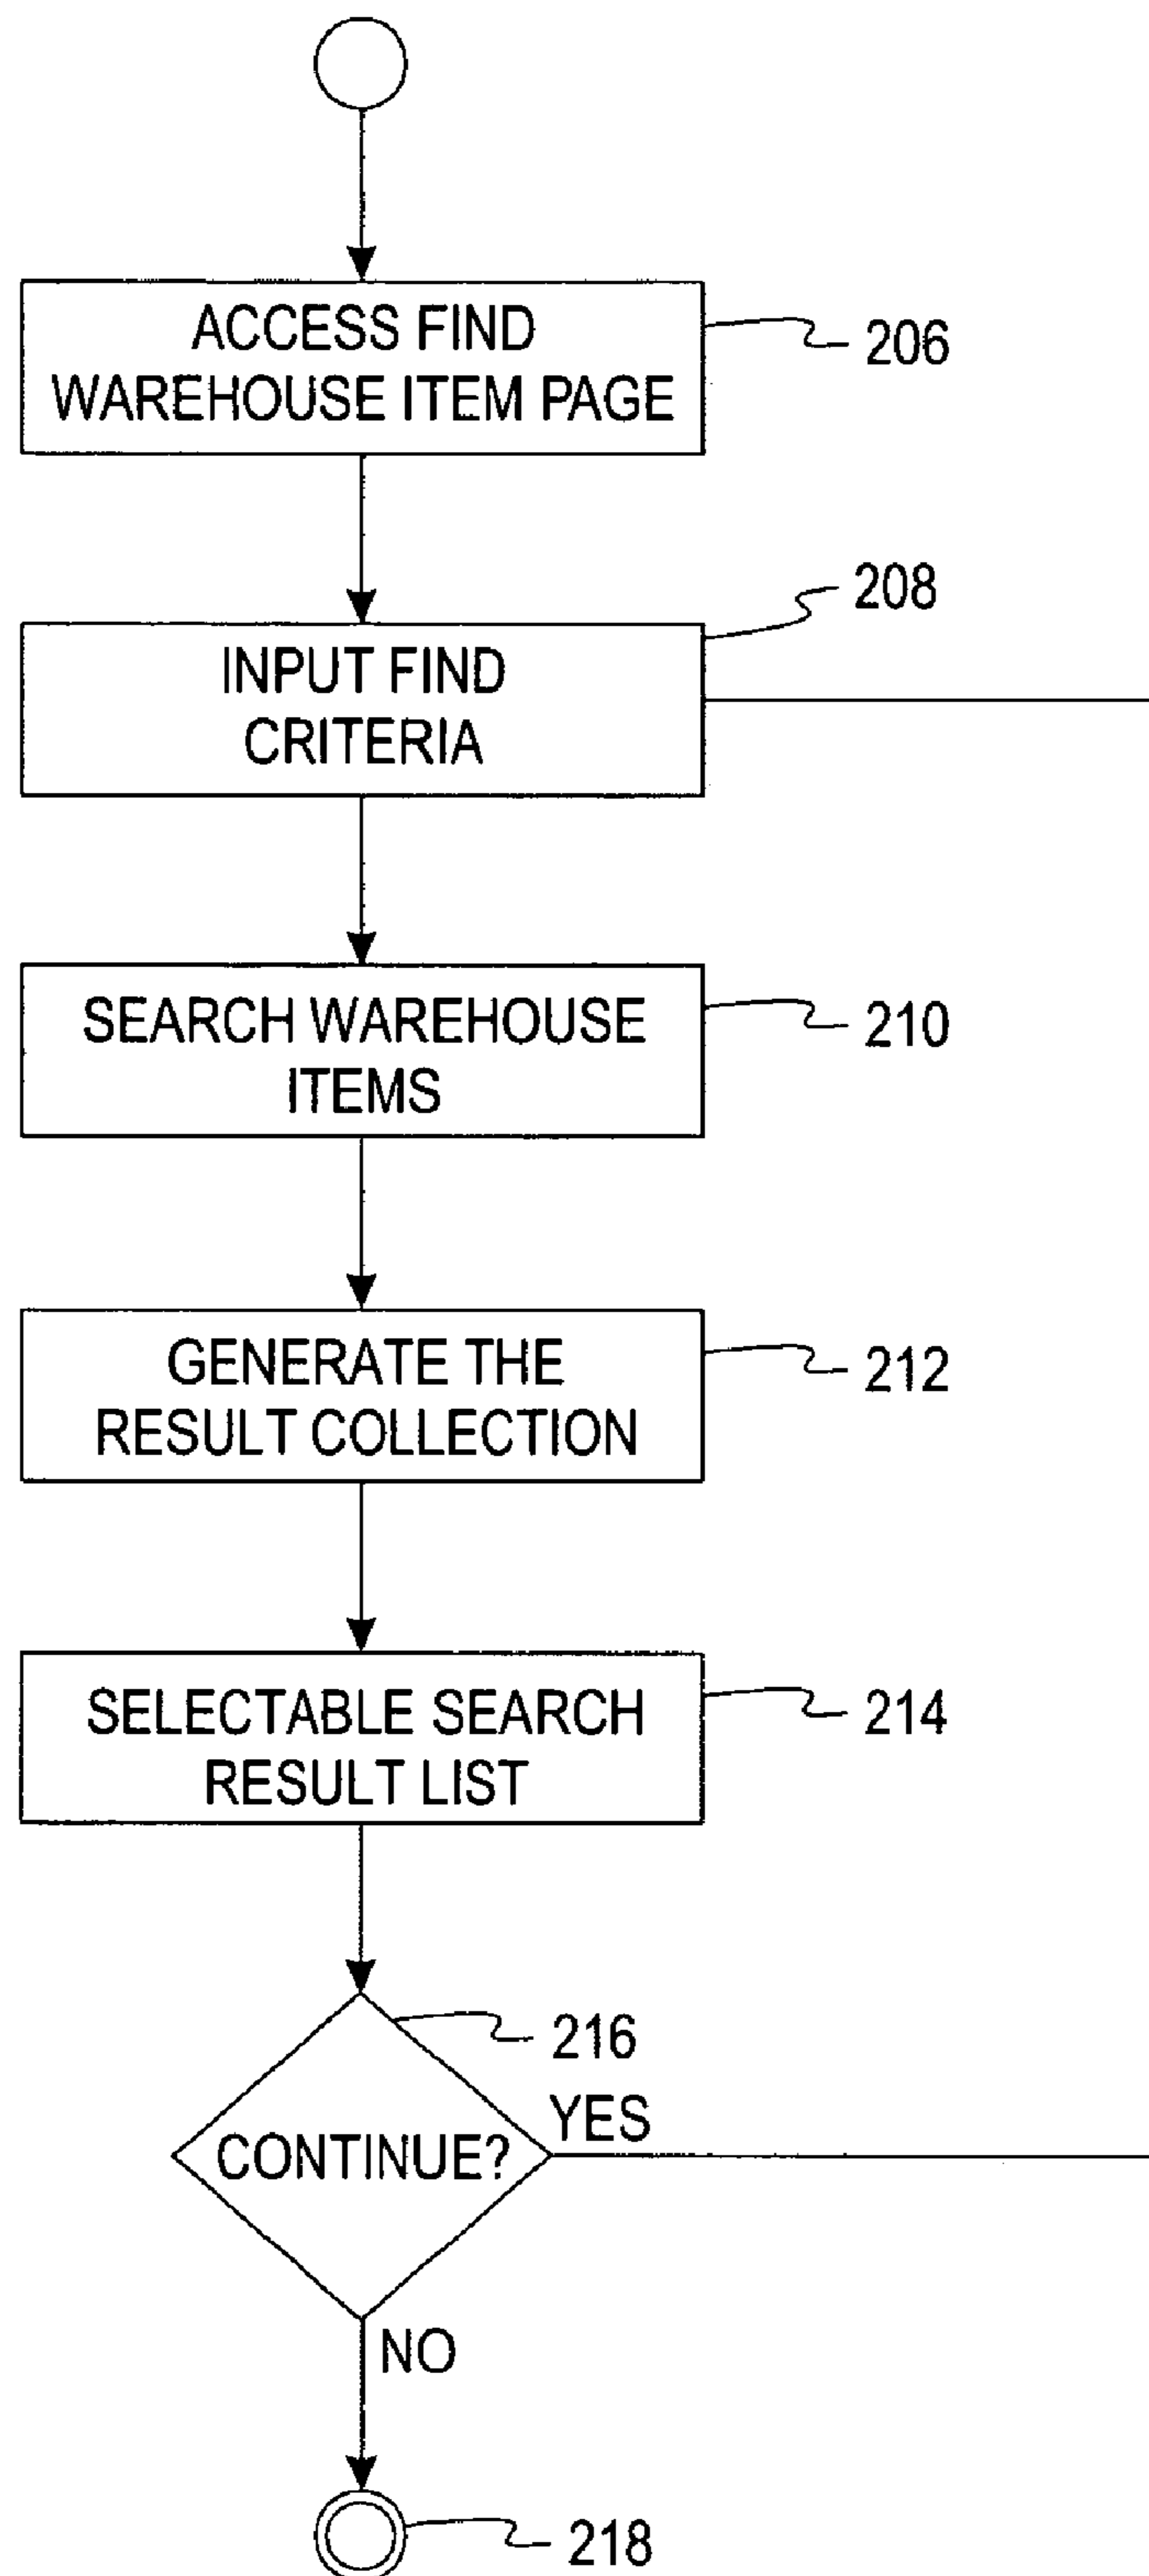 ACCESS FIND
WAREHOUSE ITEM PAGE
206
208
INPUT FIND
CRITERIA
SEARCH WAREHOUSE
ITEMS
210
GENERATE THE
RESULT COLLECTION
212
SELECTABLE SEARCH
RESULT LIST
214
216
YES
CONTINUE?
NO
218